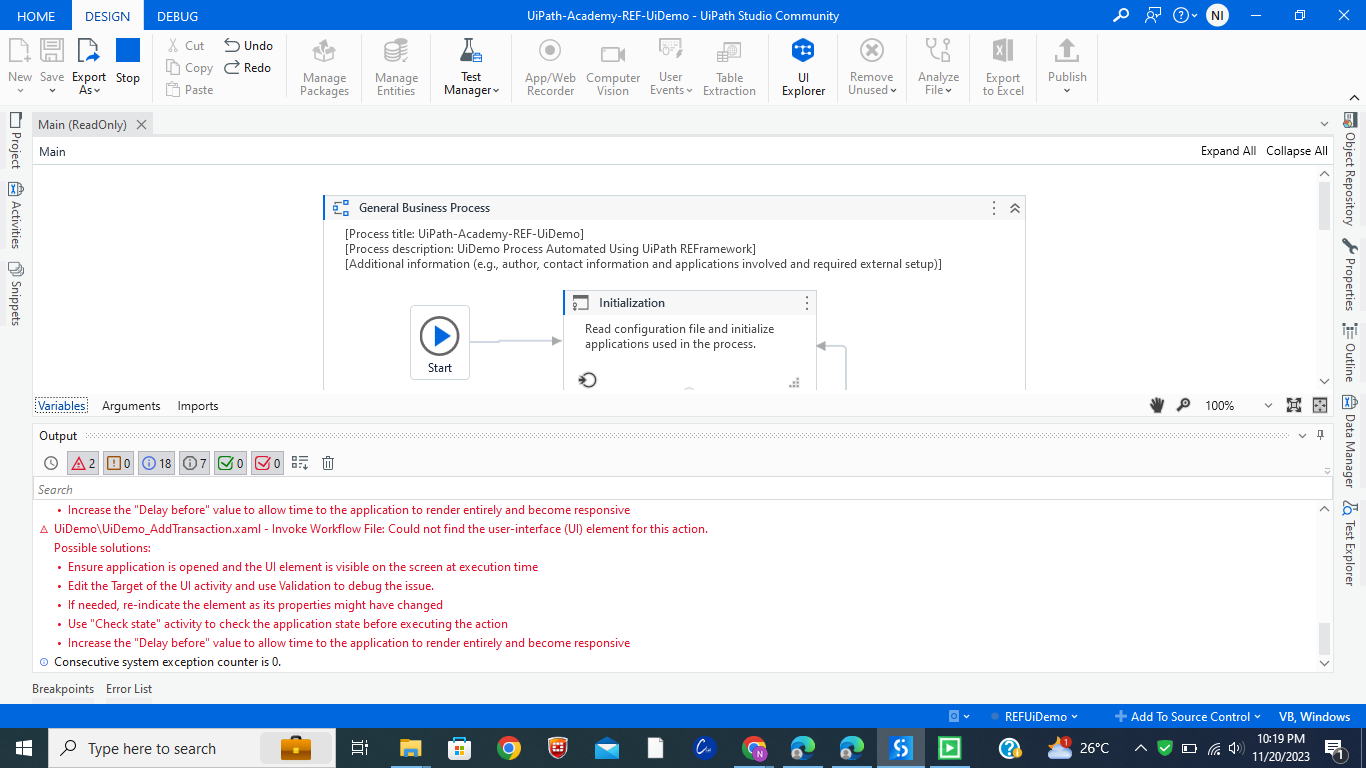 HOME DESIGN DEBUG UiPath-Academy-REF-UiDemo - UiPath Studio Community NI
New Save Export As Stop Cut Copy Paste Undo Redo Manage Packages Manage Entities Test Manager App/Web Recorder Computer Vision User Events Table Extraction UI Explorer Remove Unused Analyze File Export to Excel Publish
Main (ReadOnly)
Main Expand All Collapse All
Project
Activities
Snippets
Object Repository
Properties
Outline
Data Manager
Test Explorer
General Business Process
[Process title: UiPath-Academy-REF-UiDemo]
[Process description: UiDemo Process Automated Using UiPath REFramework]
[Additional information (e.g., author, contact information and applications involved and required external setup)]
Start
Initialization
Read configuration file and initialize
applications used in the process.
Variables Arguments Imports 100%
Output
2 0 18 7 0 0
Search
• Increase the "Delay before" value to allow time to the application to render entirely and become responsive
UiDemo\UiDemo_AddTransaction.xaml - Invoke Workflow File: Could not find the user-interface (UI) element for this action.
Possible solutions:
• Ensure application is opened and the UI element is visible on the screen at execution time
• Edit the Target of the UI activity and use Validation to debug the issue.
• If needed, re-indicate the element as its properties might have changed
• Use "Check state" activity to check the application state before executing the action
• Increase the "Delay before" value to allow time to the application to render entirely and become responsive
Consecutive system exception counter is 0.
Breakpoints Error List
REFUiDemo Add To Source Control VB, Windows
Type here to search 1 26°C 10:19 PM
11/20/2023 1